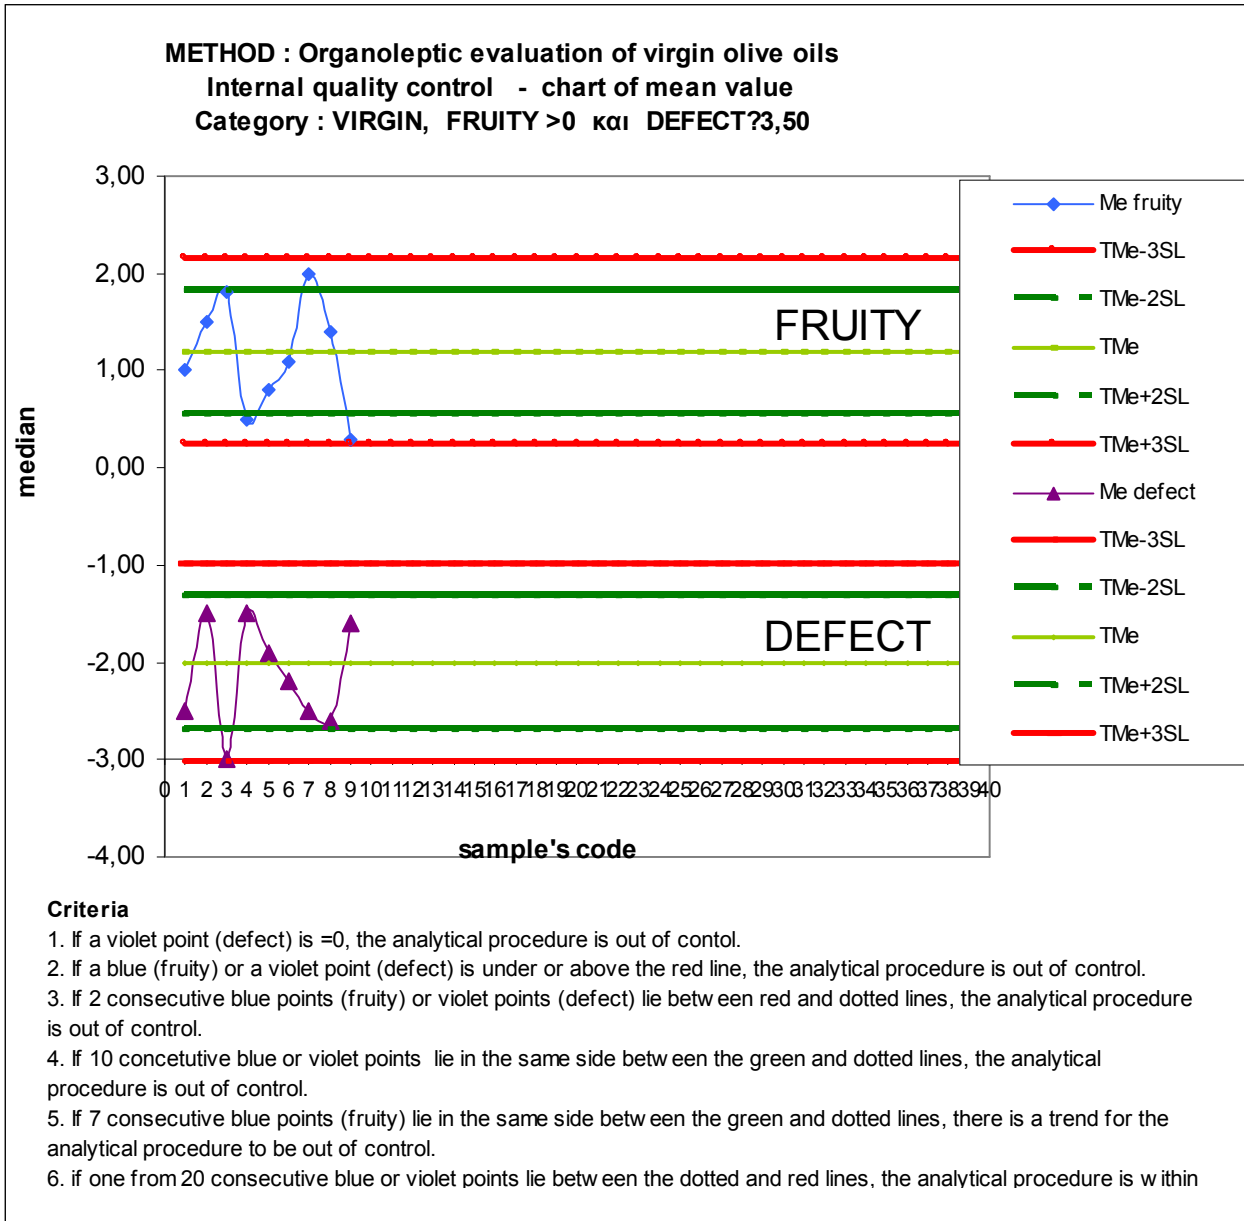 METHOD : Organoleptic evaluation of virgin olive oils
Internal quality control - chart of mean value
Category : VIRGIN, FRUITY >0 και DEFECT?3,50
3,00
2,00
1,00
0,00
-1,00
-2,00
-3,00
-4,00
median
FRUITY
DEFECT
Me fruity
TMe-3SL
TMe-2SL
TMe
TMe+2SL
TMe+3SL
Me defect
TMe-3SL
TMe-2SL
TMe
TMe+2SL
TMe+3SL
0 1 2 3 4 5 6 7 8 9 10 11 12 13 14 15 16 17 18 19 20 21 22 23 24 25 26 27 28 29 30 31 32 33 34 35 36 37 38 39 40
sample's code
Criteria
1. If a violet point (defect) is =0, the analytical procedure is out of contol.
2. If a blue (fruity) or a violet point (defect) is under or above the red line, the analytical procedure is out of control.
3. If 2 consecutive blue points (fruity) or violet points (defect) lie between red and dotted lines, the analytical procedure
is out of control.
4. If 10 concetutive blue or violet points lie in the same side between the green and dotted lines, the analytical
procedure is out of control.
5. If 7 consecutive blue points (fruity) lie in the same side between the green and dotted lines, there is a trend for the
analytical procedure to be out of control.
6. if one from 20 consecutive blue or violet points lie between the dotted and red lines, the analytical procedure is within